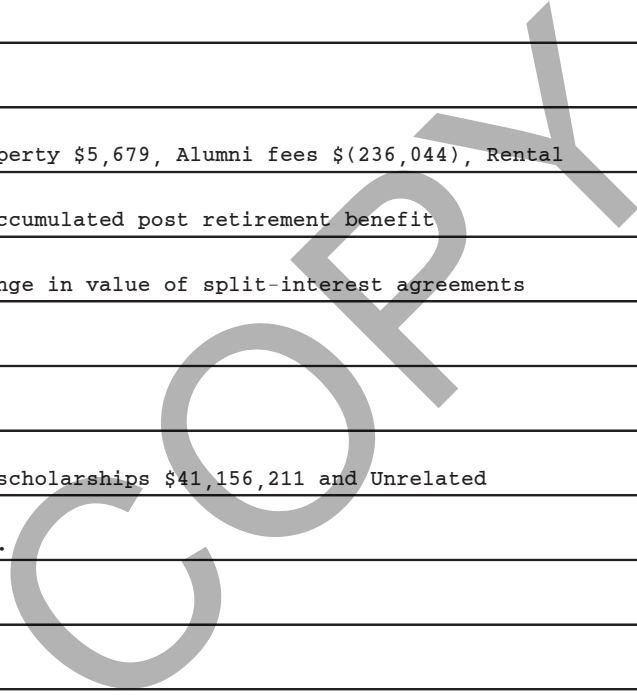 perty $5,679, Alumni fees $(236,044), Rental
ccumulated post retirement benefit
nge in value of split-interest agreements
scholarships $41,156,211 and Unrelated
.
COPY